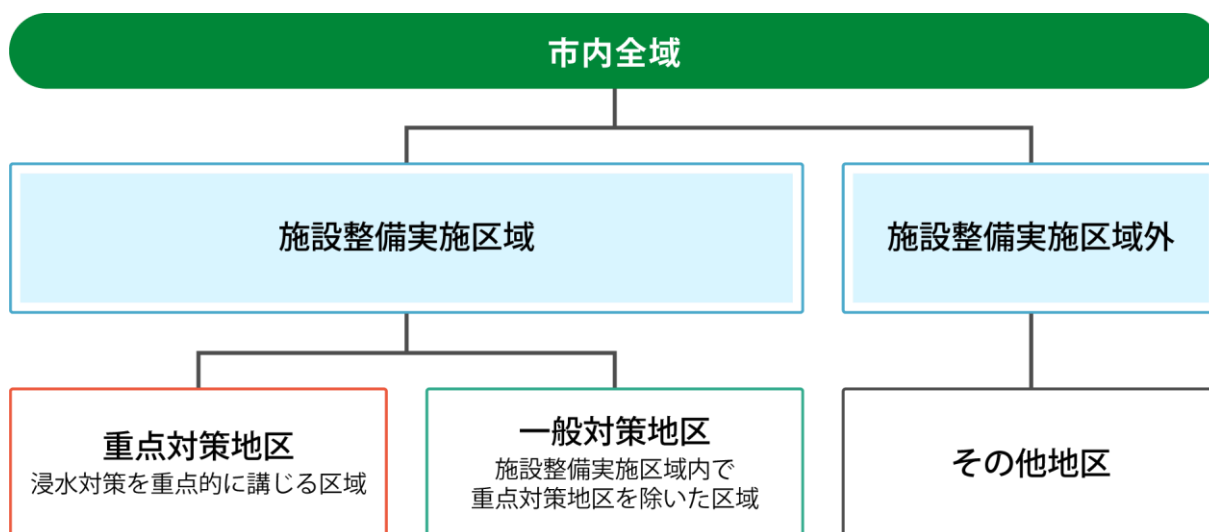 市内全域
施設整備実施区域
施設整備実施区域外
重点対策地区
浸水対策を重点的に講じる区域
一般対策地区
施設整備実施区域内で
重点対策地区を除いた区域
その他地区